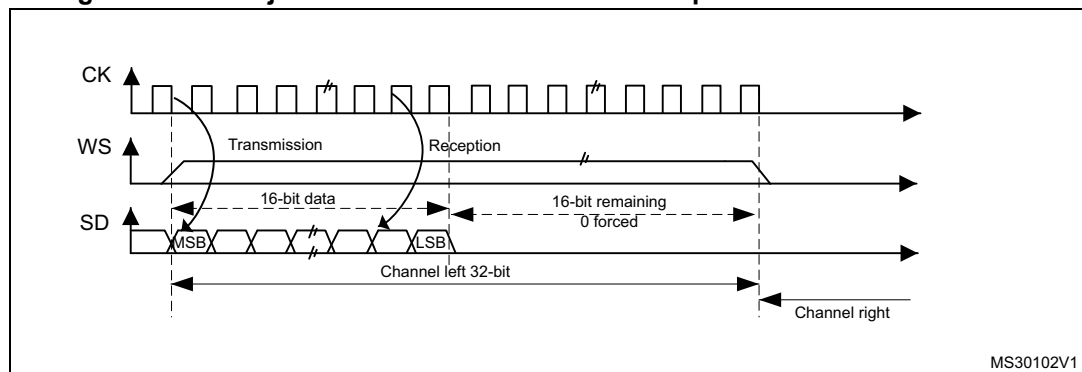 CK
WS
Transmission
Reception
16-bit data
16-bit remaining
0 forced
SD
MSB
LSB
Channel left 32-bit
Channel right
MS30102V1